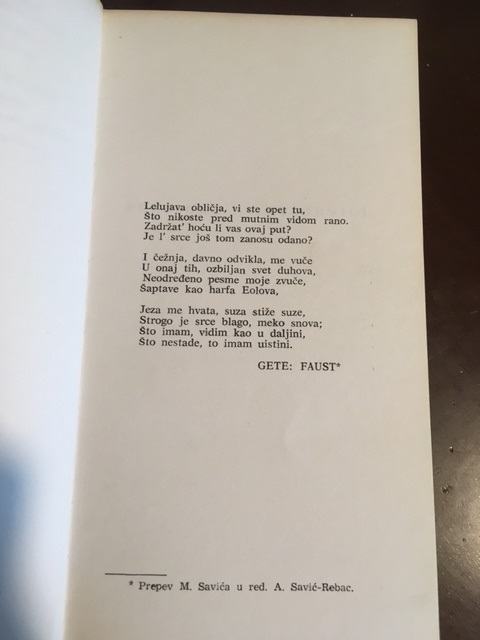 Lelujava obličja, vi ste opet tu,
Što nikoste pred mutnim vidom rano.
Zadržat' hoću li vas ovaj put?
Je l' srce još tom zanosu odano?
I čežnja, davno odvikla, me vuče
U onaj tih, ozbiljan svet duhova,
Neodređeno pesme moje zvuče,
Šaptave kao harfa Eolova,
Jeza me hvata, suza stiže suze,
Strogo je srce blago, meko snova;
Što imam, vidim kao u daljini,
Što nestade, to imam uistini.
GETE: FAUST*
* Prepev M. Savića u red. A. Savić-Rebac.